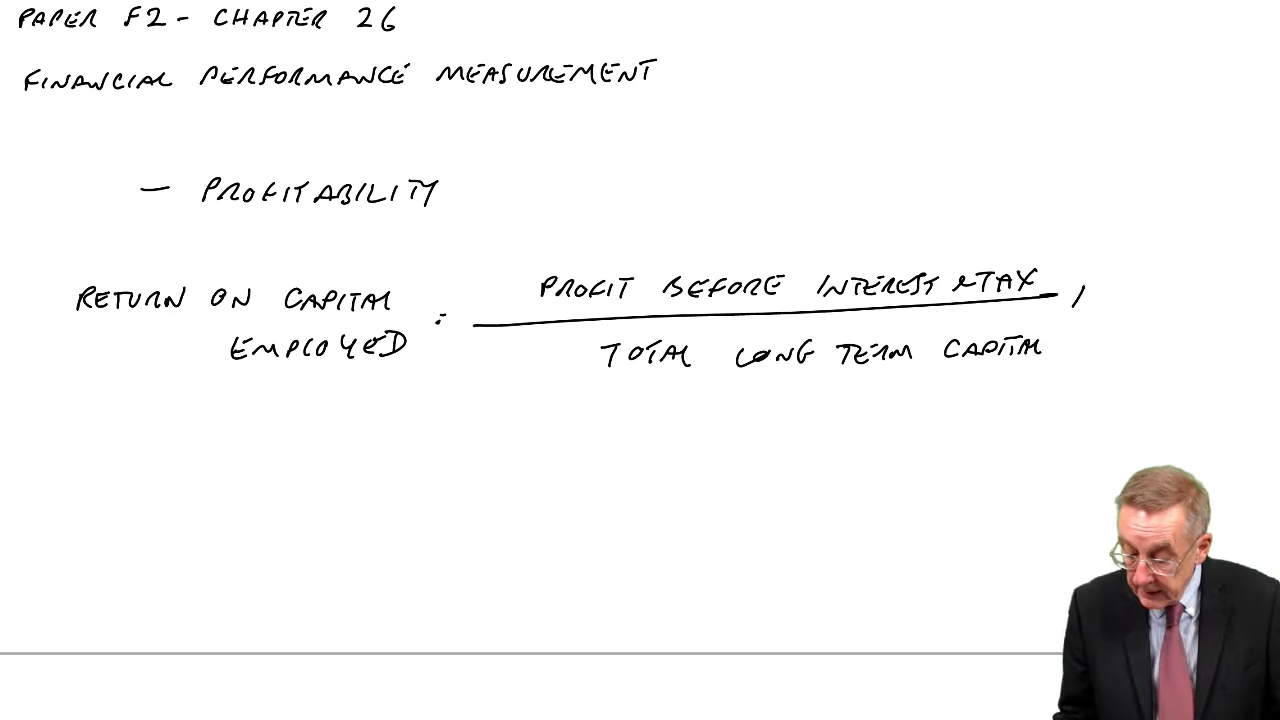 PAPER F2 - CHAPTER 26
FINANCIAL PERFORMANCE MEASUREMENT
- PROFITABILITY
RETURN ON CAPITAL EMPLOYED = PROFIT BEFORE INTEREST & TAX ,
TOTAL LONG TERM CAPITAL